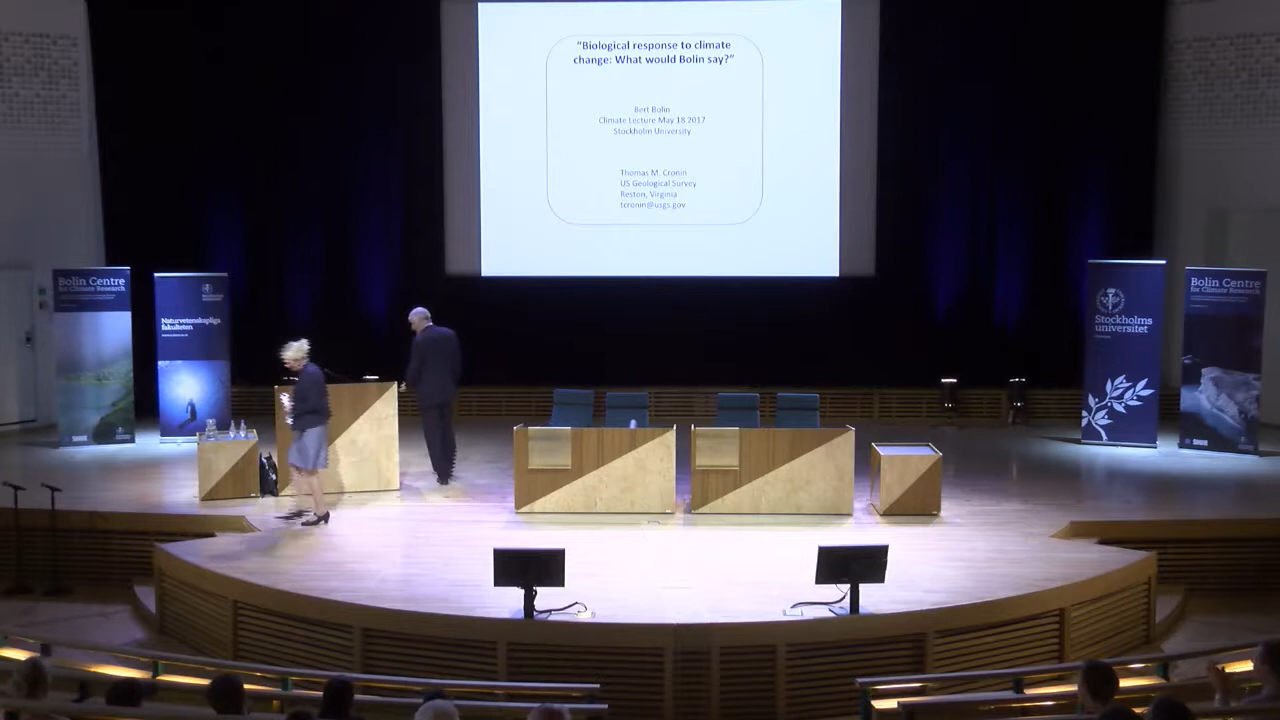 "Biological response to climate
change: What would Bolin say?"
Bert Bolin
Climate Lecture May 18 2017
Stockholm University
Thomas M. Cronin
US Geological Survey
Reston, Virginia
tcronin@usgs.gov
Bolin Centre
for Climate Research
Naturvetenskapliga
fakulteten
Stockholms
universitet
Bolin Centre
for Climate Research